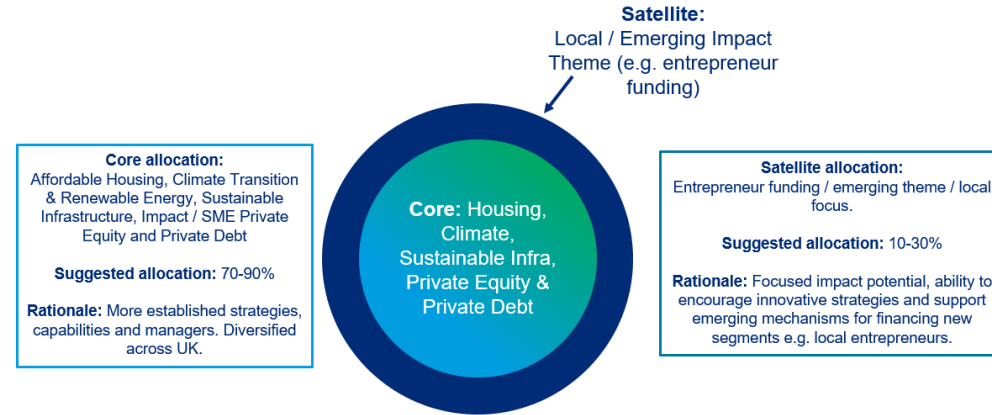 Satellite:
Local / Emerging Impact
Theme (e.g. entrepreneur
funding)
Core allocation:
Affordable Housing, Climate Transition
& Renewable Energy, Sustainable
Infrastructure, Impact / SME Private
Equity and Private Debt
Suggested allocation: 70-90%
Rationale: More established strategies,
capabilities and managers. Diversified
across UK.
Core: Housing,
Climate,
Sustainable Infra,
Private Equity &
Private Debt
Satellite allocation:
Entrepreneur funding / emerging theme / local
focus.
Suggested allocation: 10-30%
Rationale: Focused impact potential, ability to
encourage innovative strategies and support
emerging mechanisms for financing new
segments e.g. local entrepreneurs.